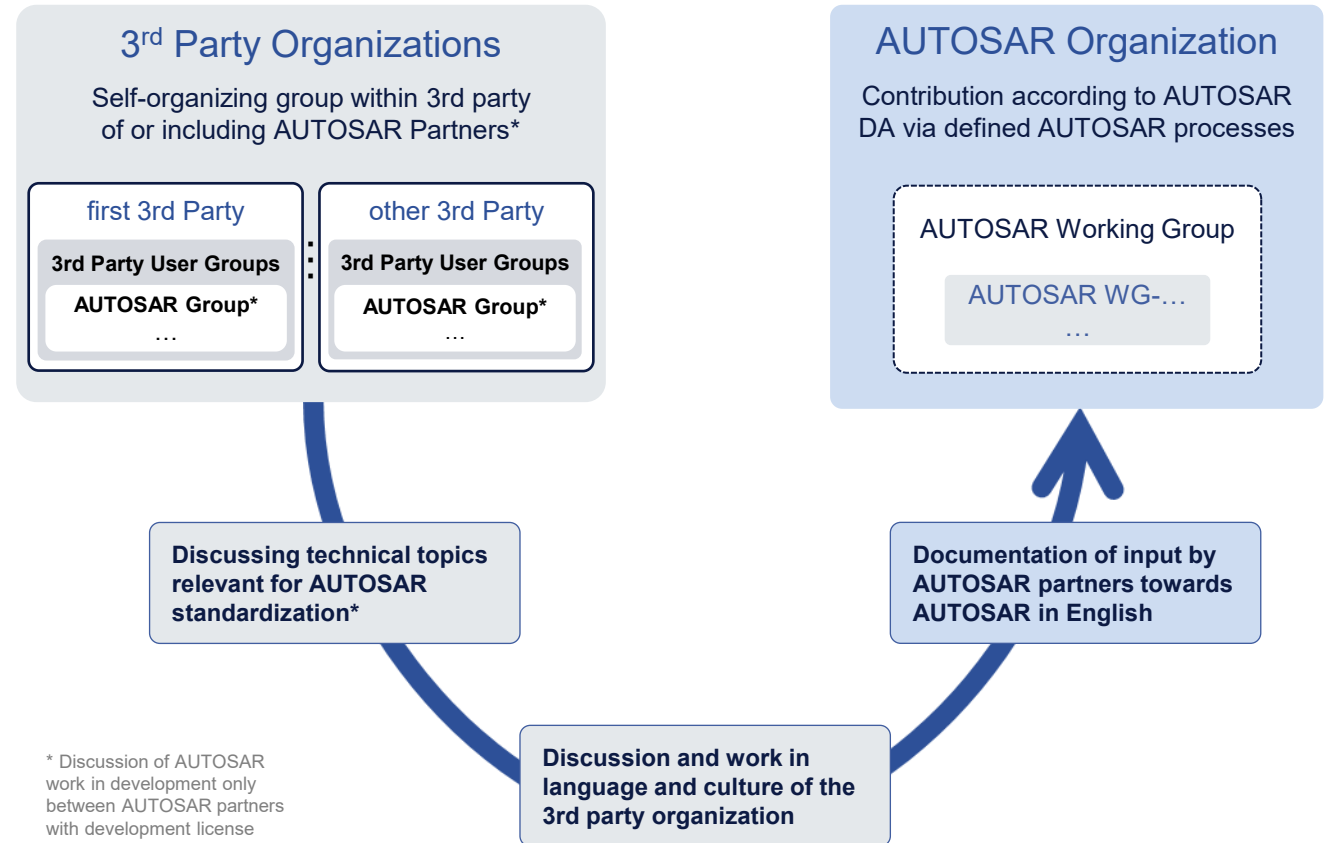 3rd Party Organizations
Self-organizing group within 3rd party
of or including AUTOSAR Partners*
first 3rd Party
3rd Party User Groups
AUTOSAR Group*
…
⋮
other 3rd Party
3rd Party User Groups
AUTOSAR Group*
…
AUTOSAR Organization
Contribution according to AUTOSAR
DA via defined AUTOSAR processes
AUTOSAR Working Group
AUTOSAR WG-…
…
Discussing technical topics
relevant for AUTOSAR
standardization*
Documentation of input by
AUTOSAR partners towards
AUTOSAR in English
Discussion and work in
language and culture of the
3rd party organization
* Discussion of AUTOSAR
work in development only
between AUTOSAR partners
with development license